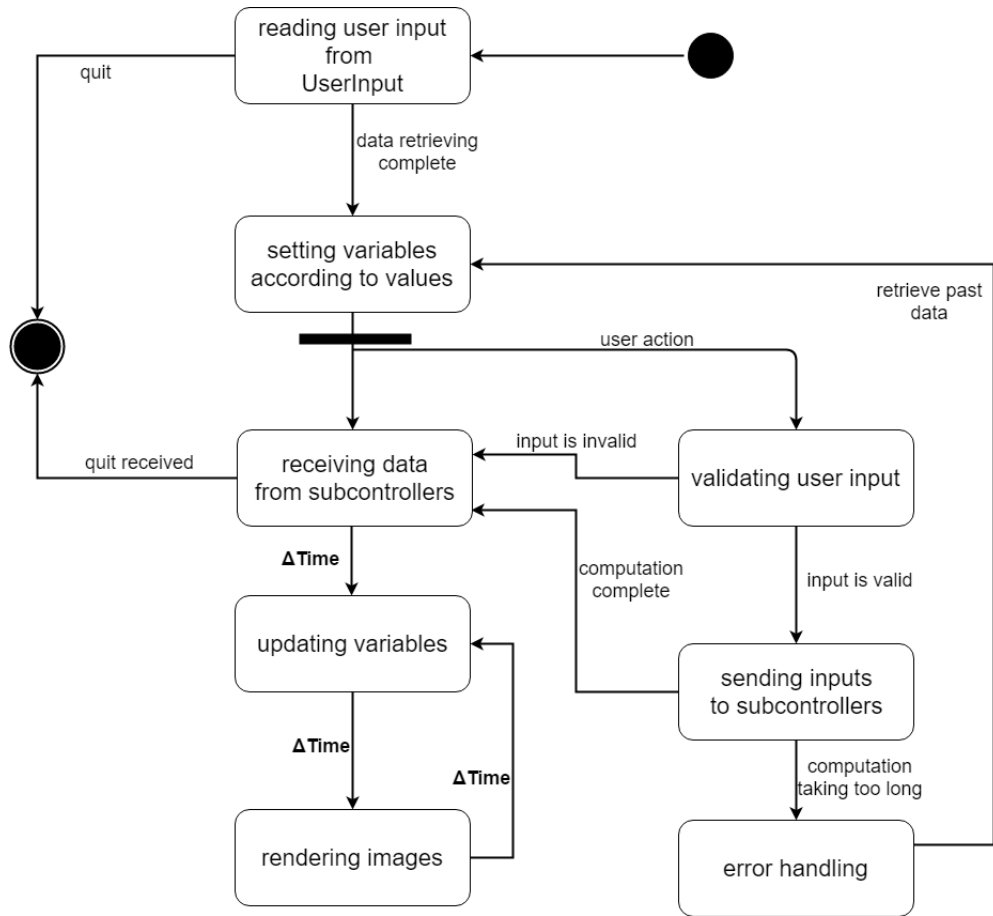 reading user input
from
UserInput
quit
data retrieving
complete
setting variables
according to values
retrieve past
data
user action
input is invalid
quit received
receiving data
from subcontrollers
validating user input
ΔTime
computation
complete
input is valid
updating variables
sending inputs
to subcontrollers
ΔTime
ΔTime
computation
taking too long
rendering images
error handling